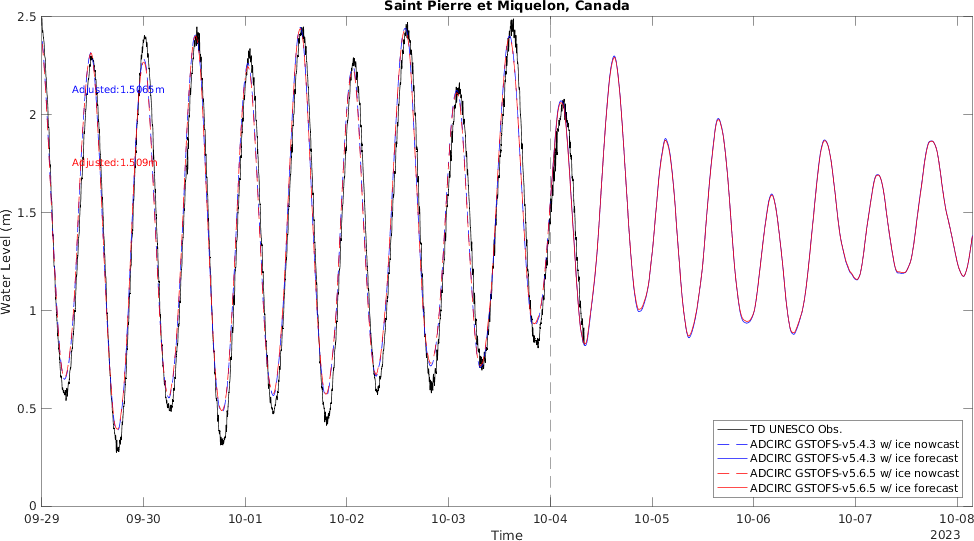 Saint Pierre et Miquelon, Canada
2.5
2
1.5
1
0.5
0
Water Level (m)
Adjusted:1.5065m
Adjusted:1.509m
TD UNESCO Obs.
ADCIRC GSTOFS-v5.4.3 w/ ice nowcast
ADCIRC GSTOFS-v5.4.3 w/ ice forecast
ADCIRC GSTOFS-v5.6.5 w/ ice nowcast
ADCIRC GSTOFS-v5.6.5 w/ ice forecast
09-29 09-30 10-01 10-02 10-03 10-04 10-05 10-06 10-07 10-08
Time
2023